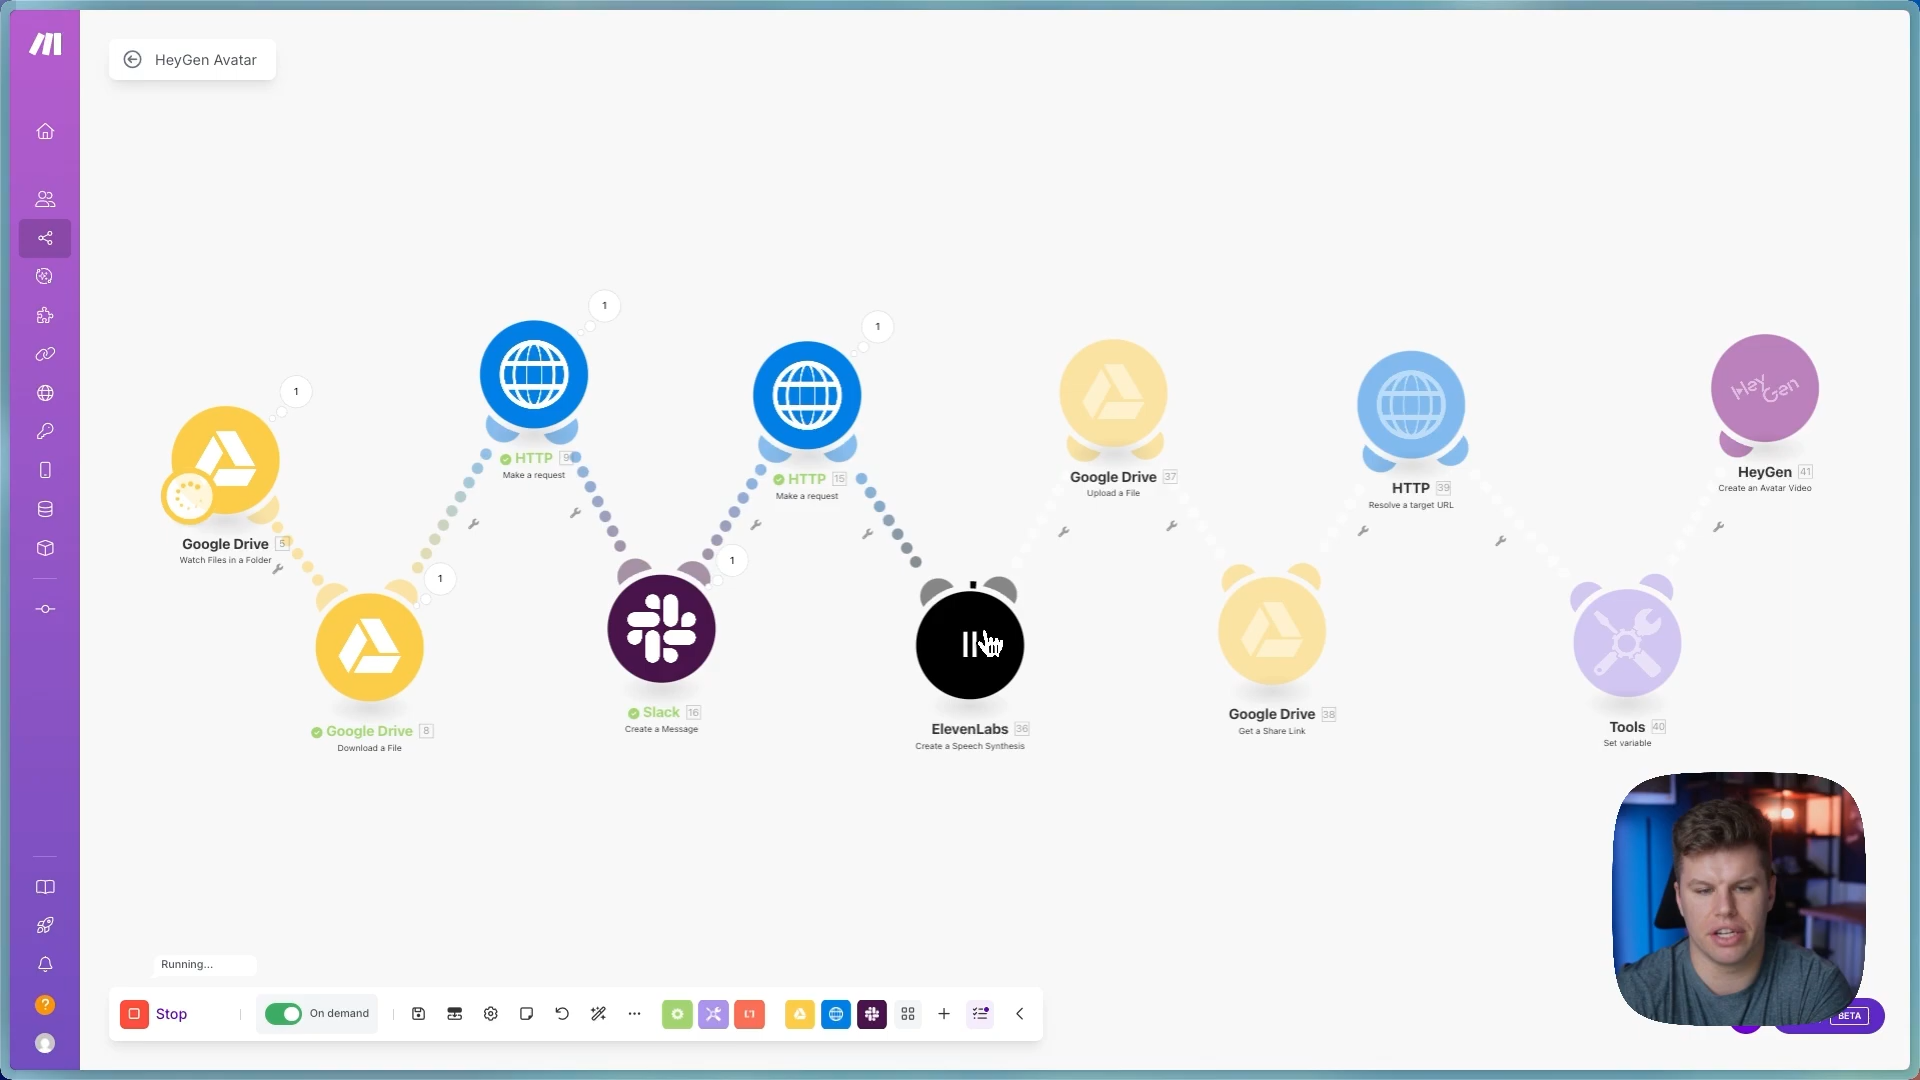 HeyGen Avatar
1
1
1
HTTP 9
Make a request
HTTP 15
Make a request
Google Drive 37
Upload a File
HTTP 39
Resolve a target URL
Hey
Gen
HeyGen 41
Create an Avatar Video
Google Drive 5
Watch Files in a Folder
1
1
Google Drive 8
Download a File
Slack 16
Create a Message
ElevenLabs 36
Create a Speech Synthesis
Google Drive 38
Get a Share Link
Tools 40
Set variable
Running...
Stop
On demand
BETA